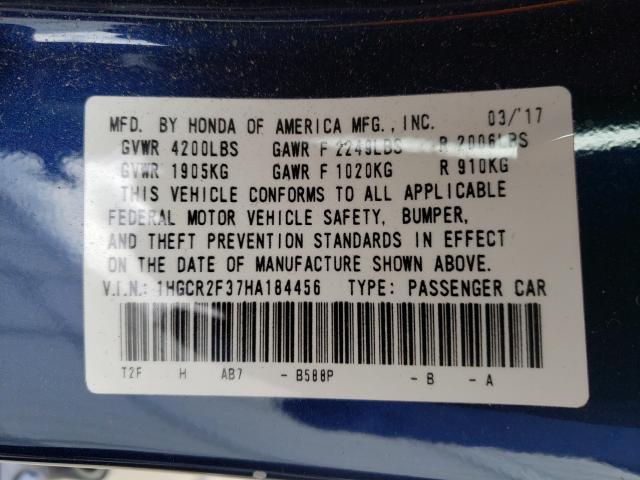 MFD. BY HONDA OF AMERICA MFG., INC. 03/'17
GVWR 4200LBS GAWR F 2249LBS R 2006LBS
GVWR 1905KG GAWR F 1020KG R 910KG
THIS VEHICLE CONFORMS TO ALL APPLICABLE
FEDERAL MOTOR VEHICLE SAFETY, BUMPER,
AND THEFT PREVENTION STANDARDS IN EFFECT
ON THE DATE OF MANUFACTURE SHOWN ABOVE.
V.I.N.: 1HGCR2F37HA184456 TYPE: PASSENGER CAR
T2F H AB7 - B588P - B - A